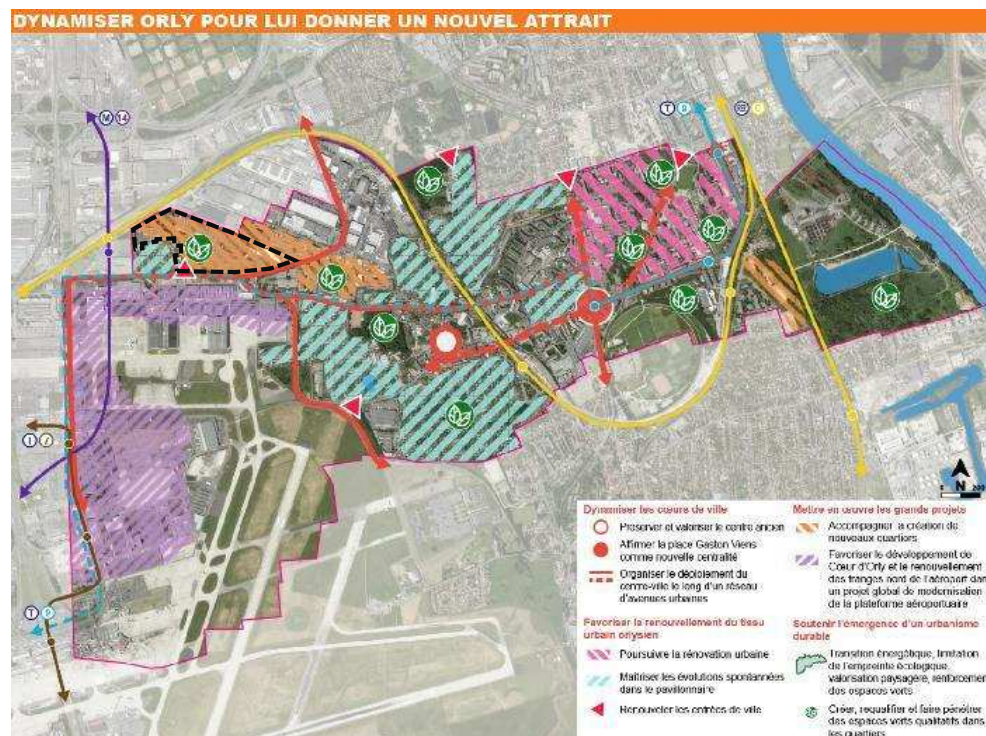 DYNAMISER ORLY POUR LUI DONNER UN NOUVEL ATTRAIT
M 14
T 9
C
T 9
N
Dynamiser les cœurs de ville
Préserver et valoriser le centre ancien
Affirmer la place Gaston Viens
comme nouvelle centralité
Organiser le déploiement du
centre-ville le long d'un réseau
d'avenues urbaines
Favoriser le renouvellement du tissu
urbain orlysien
Poursuivre la rénovation urbaine
Maîtriser les évolutions spontannées
dans le pavillonnaire
Renouveler les entrées de ville
Mettre en œuvre les grands projets
Accompagner la création de
nouveaux quartiers
Favoriser le développement de
Cœur d'Orly et le renouvellement
des franges nord de l'aéroport dan
un projet global de modernisation
de la plateforme aéroportuaire
Soutenir l'émergence d'un urbanisme
durable
Transition énergétique, limitation
de l'empreinte écologique,
valorisation paysagère, renforcemen
des espaces verts
Créer, requalifier et faire pénétrer
des espaces verts qualitatifs dans
les quartiers